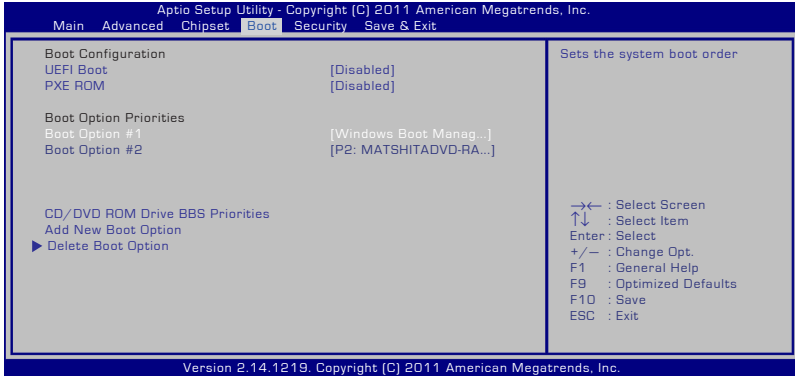 Aptio Setup Utility - Copyright (C) 2011 American Megatrends, Inc.
Main Advanced Chipset Boot Security Save & Exit
Boot Configuration
UEFI Boot [Disabled]
PXE ROM [Disabled]
Boot Option Priorities
Boot Option #1 [Windows Boot Manag...]
Boot Option #2 [P2: MATSHITADVD-RA...]
CD/DVD ROM Drive BBS Priorities
Add New Boot Option
▶ Delete Boot Option
Sets the system boot order
→← : Select Screen
↑↓ : Select Item
Enter : Select
+/− : Change Opt.
F1 : General Help
F9 : Optimized Defaults
F10 : Save
ESC : Exit
Version 2.14.1219. Copyright (C) 2011 American Megatrends, Inc.